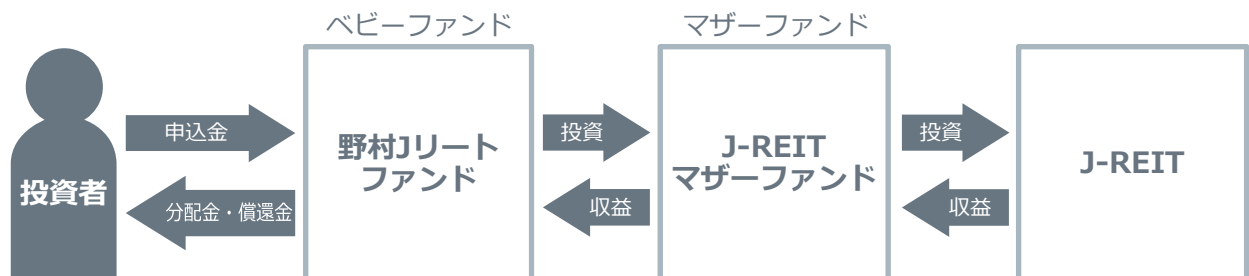 ベビーファンド
マザーファンド
投資者
申込金
分配金・償還金
野村Jリート
ファンド
投資
収益
J-REIT
マザーファンド
投資
収益
J-REIT